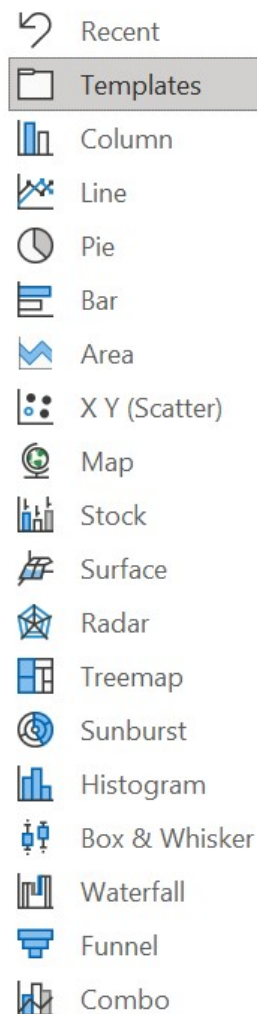 Recent
Templates
Column
Line
Pie
Bar
Area
X Y (Scatter)
Map
Stock
Surface
Radar
Treemap
Sunburst
Histogram
Box & Whisker
Waterfall
Funnel
Combo